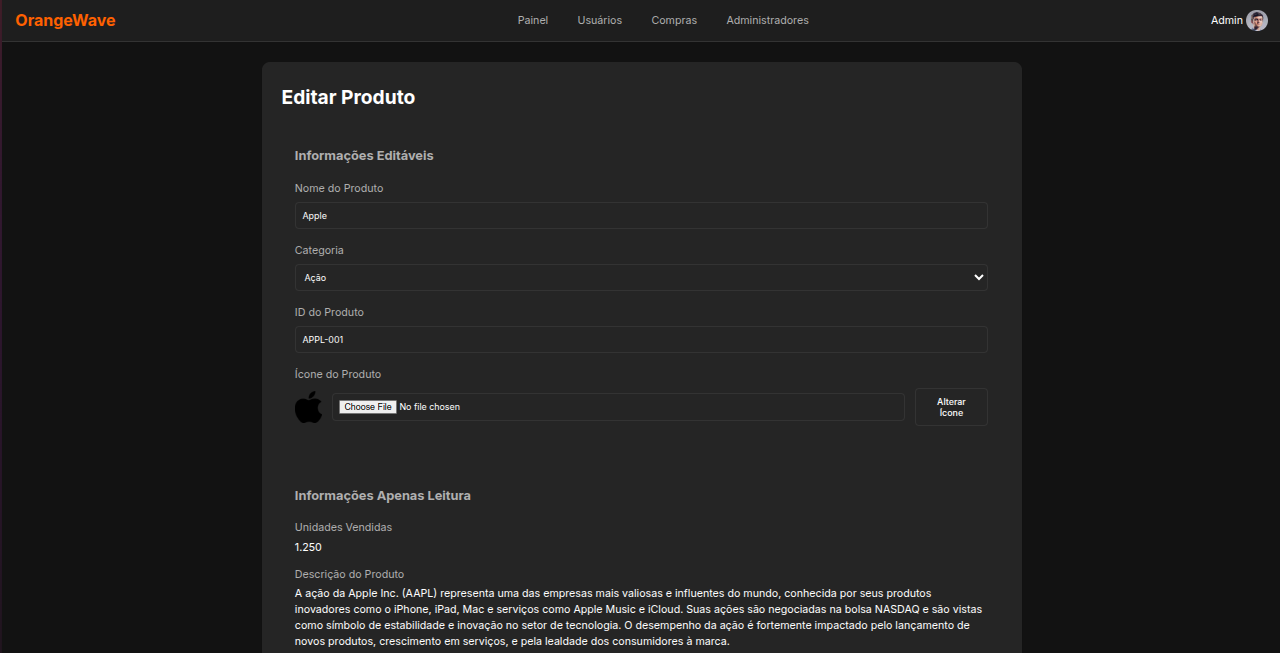 OrangeWave
Painel
Usuários
Compras
Administradores
Admin
Editar Produto
Informações Editáveis
Nome do Produto
Apple
Categoria
Ação
ID do Produto
APPL-001
Ícone do Produto
Choose File No file chosen
Alterar
Ícone
Informações Apenas Leitura
Unidades Vendidas
1.250
Descrição do Produto
A ação da Apple Inc. (AAPL) representa uma das empresas mais valiosas e influentes do mundo, conhecida por seus produtos
inovadores como o iPhone, iPad, Mac e serviços como Apple Music e iCloud. Suas ações são negociadas na bolsa NASDAQ e são vistas
como símbolo de estabilidade e inovação no setor de tecnologia. O desempenho da ação é fortemente impactado pelo lançamento de
novos produtos, crescimento em serviços, e pela lealdade dos consumidores à marca.